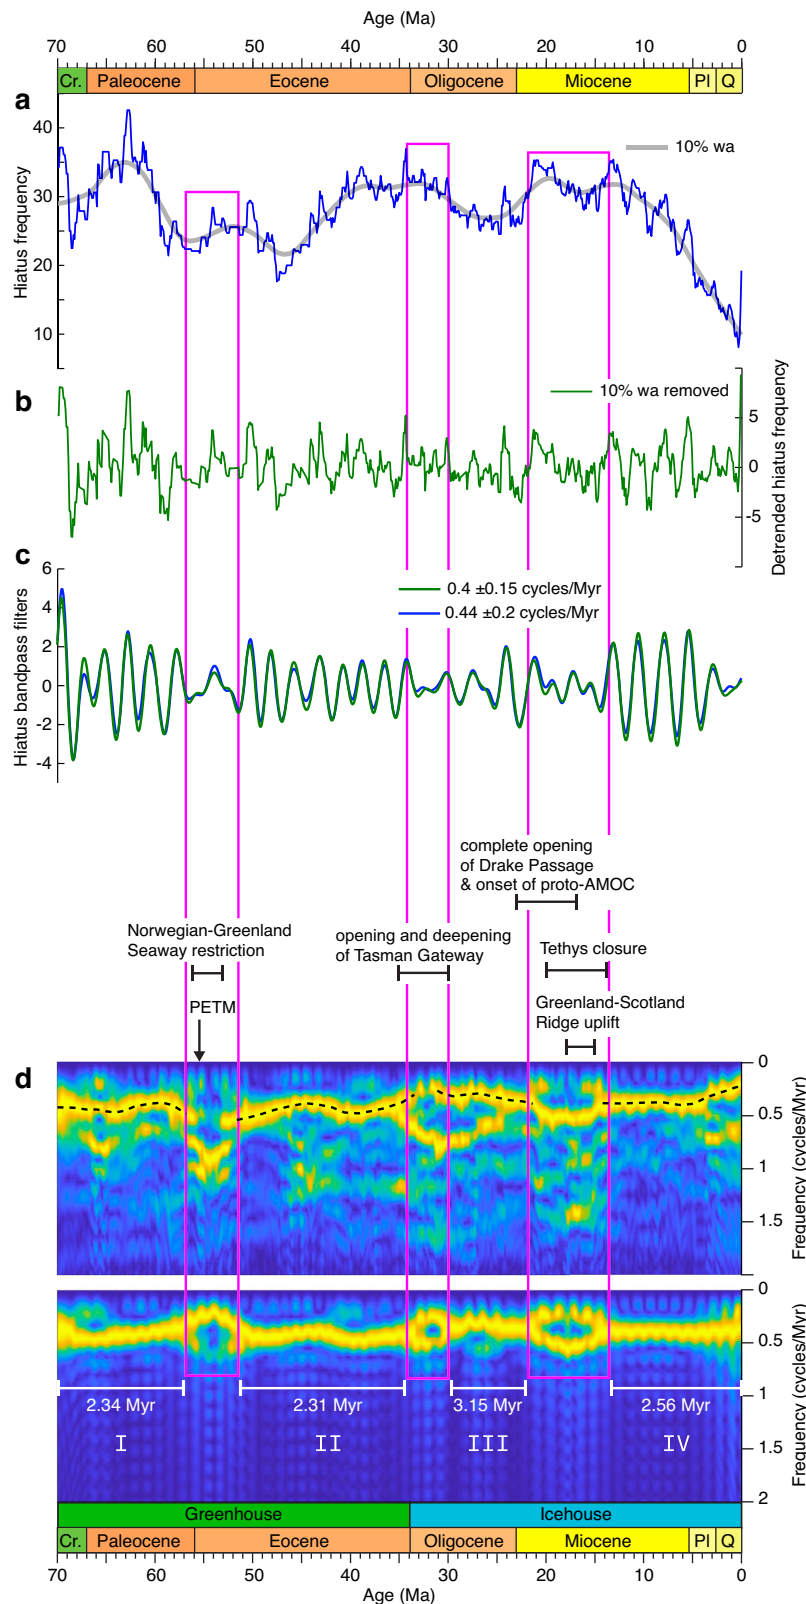 Age (Ma)
70 60 50 40 30 20 10 0
Cr. Paleocene Eocene Oligocene Miocene Pl Q
a
40
30
20
10
Hiatus frequency
10% wa
b
10% wa removed
5
0
-5
Detrended hiatus frequency
c
6
4
2
0
-2
-4
Hiatus bandpass filters
0.4 ±0.15 cycles/Myr
0.44 ±0.2 cycles/Myr
complete opening
of Drake Passage
& onset of proto-AMOC
Norwegian-Greenland
Seaway restriction
opening and deepening
of Tasman Gateway
Tethys closure
Greenland-Scotland
Ridge uplift
PETM
d
0
0.5
1
1.5
Frequency (cycles/Myr)
0
0.5
1
1.5
2
Frequency (cycles/Myr)
2.34 Myr 2.31 Myr 3.15 Myr 2.56 Myr
I II III IV
Greenhouse Icehouse
Cr. Paleocene Eocene Oligocene Miocene Pl Q
70 60 50 40 30 20 10 0
Age (Ma)